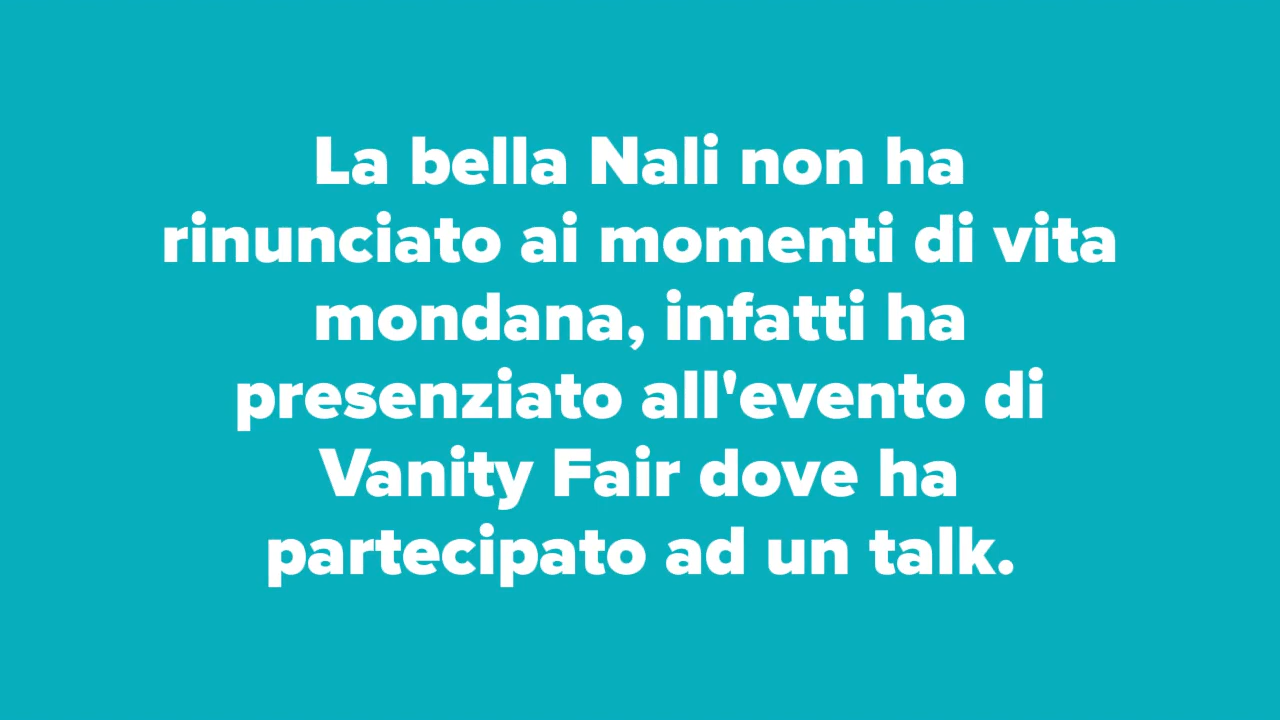 La bella Nali non ha
rinunciato ai momenti di vita
mondana, infatti ha
presenziato all'evento di
Vanity Fair dove ha
partecipato ad un talk.